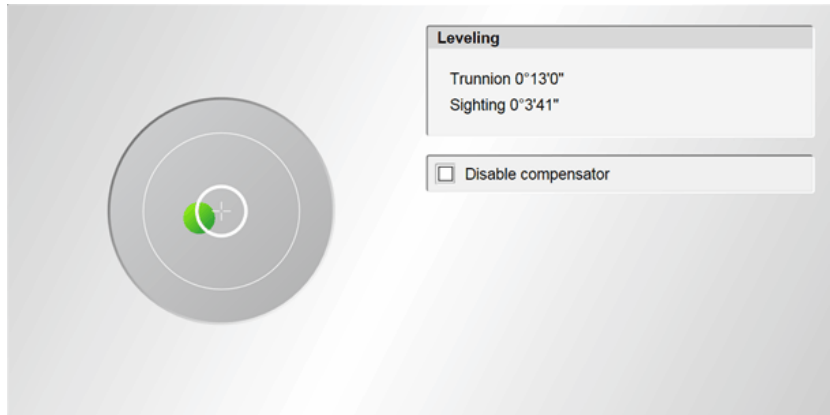 Leveling
Trunnion 0°13'0"
Sighting 0°3'41"
Disable compensator